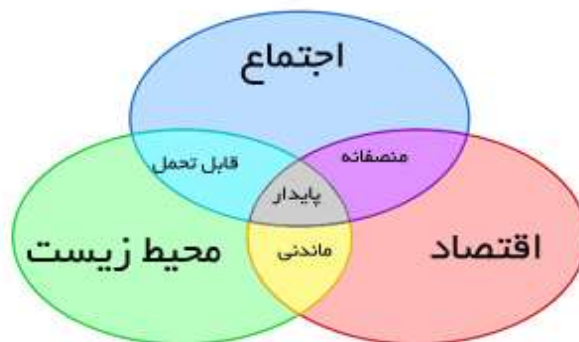 اجتماع
منصفانه
قابل تحمل
پایدار
اقتصاد
ماندنی
محیط زیست